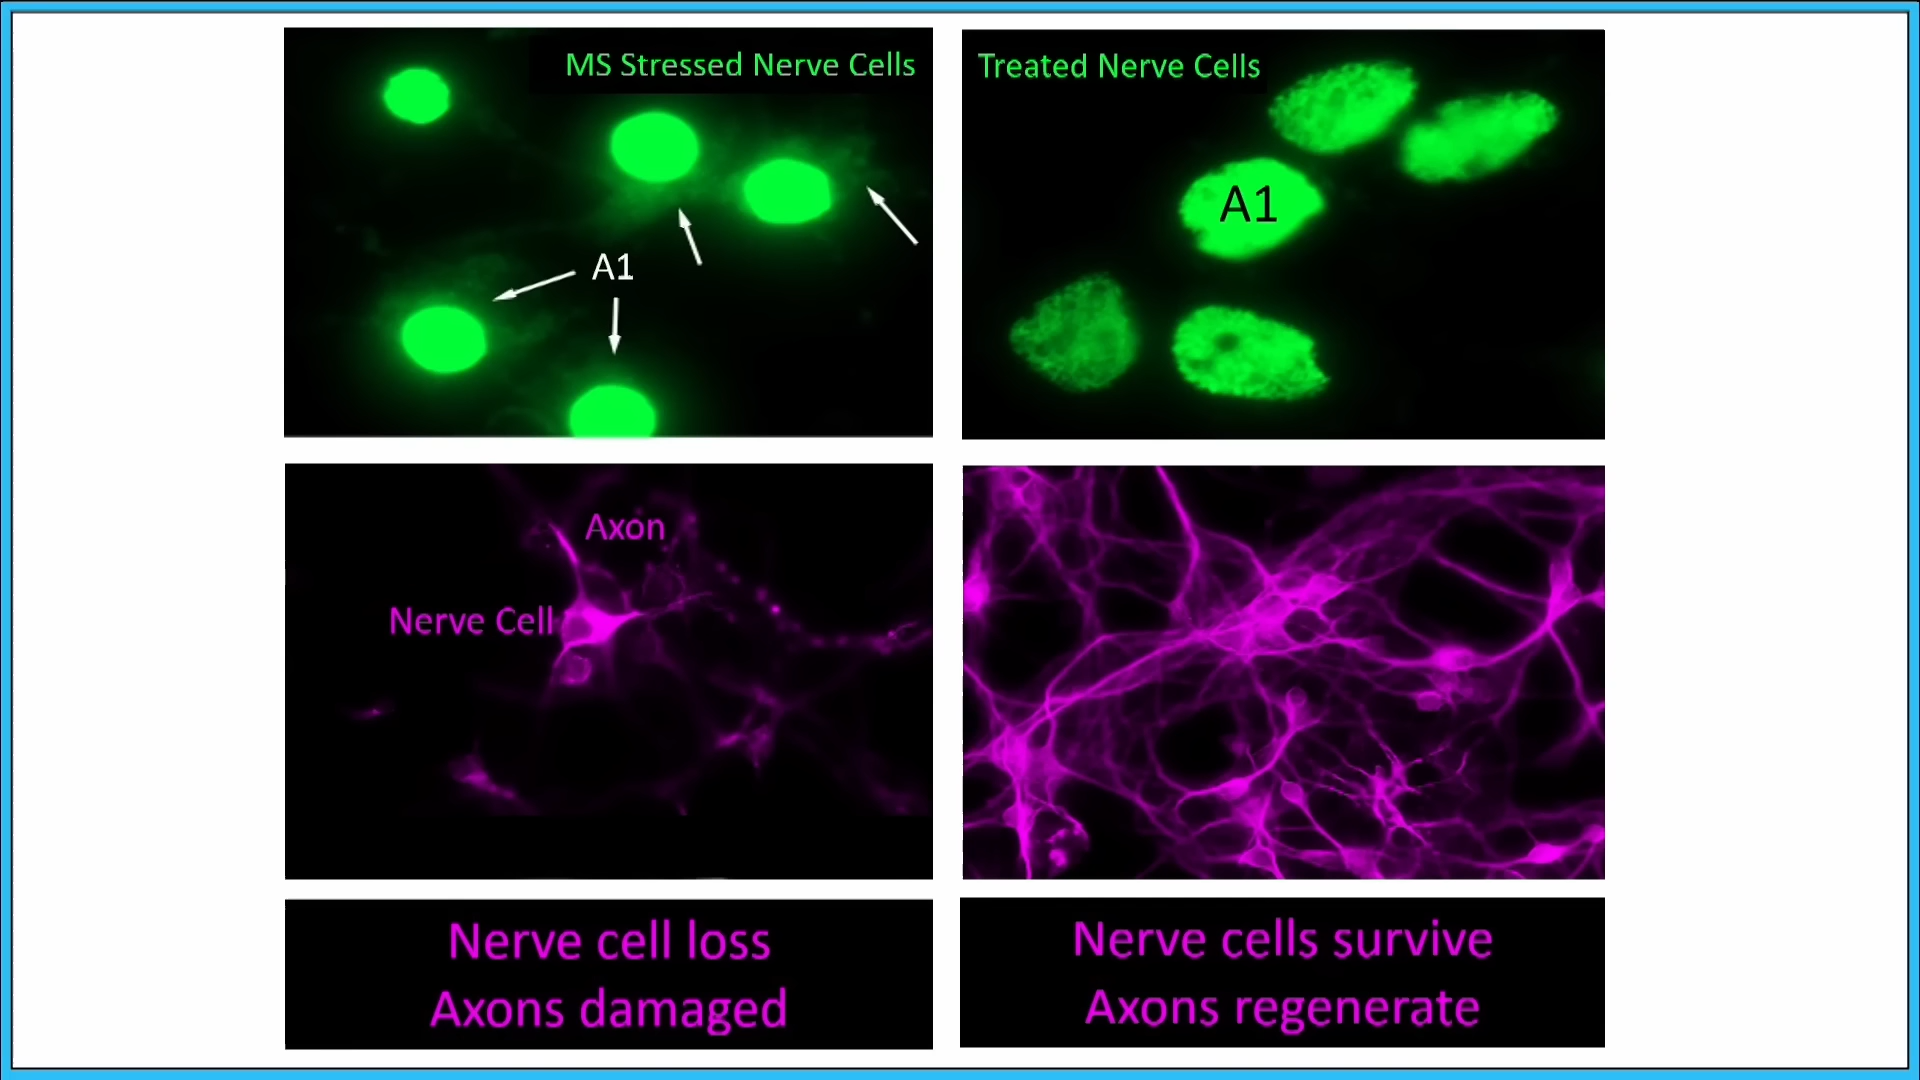 MS Stressed Nerve Cells
A1
Treated Nerve Cells
A1
Axon
Nerve Cell
Nerve cell loss
Axons damaged
Nerve cells survive
Axons regenerate